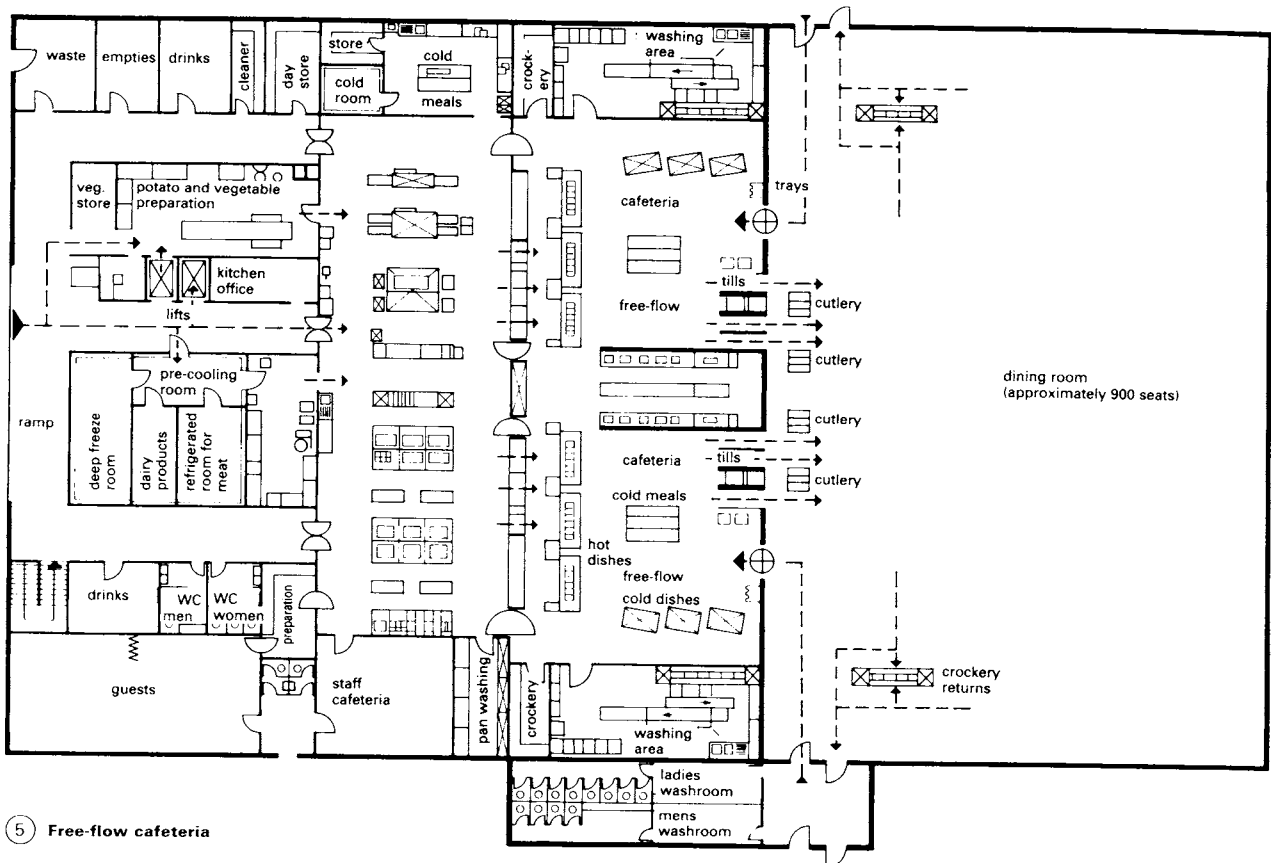 waste
empties
drinks
cleaner
day
store
store
cold
room
cold
meals
crock-
ery
washing
area
veg.
store
potato and vegetable
preparation
cafeteria
trays
kitchen
office
lifts
free-flow
tills
cutlery
cutlery
pre-cooling
room
ramp
deep freeze
room
dairy
products
refrigerated
room for
meat
dining room
(approximately 900 seats)
cutlery
cafeteria
tills
cutlery
cold meals
hot
dishes
free-flow
cold dishes
drinks
WC
men
WC
women
preparation
guests
staff
cafeteria
pan washing
crockery
washing
area
crockery
returns
ladies
washroom
mens
washroom
5 Free-flow cafeteria